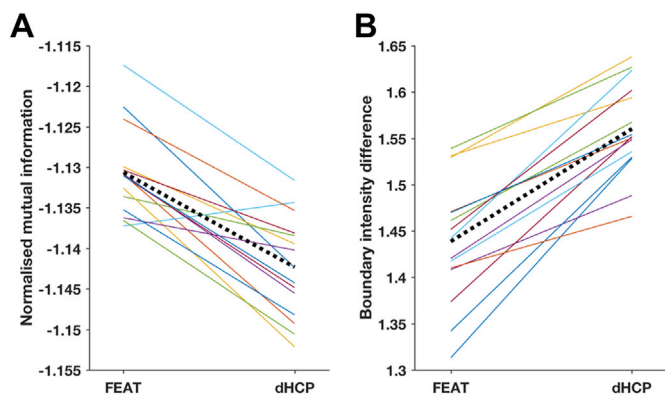 A
Normalised mutual information
-1.115
-1.12
-1.125
-1.13
-1.135
-1.14
-1.145
-1.15
-1.155
FEAT
dHCP
B
Boundary intensity difference
1.65
1.6
1.55
1.5
1.45
1.4
1.35
1.3
FEAT
dHCP